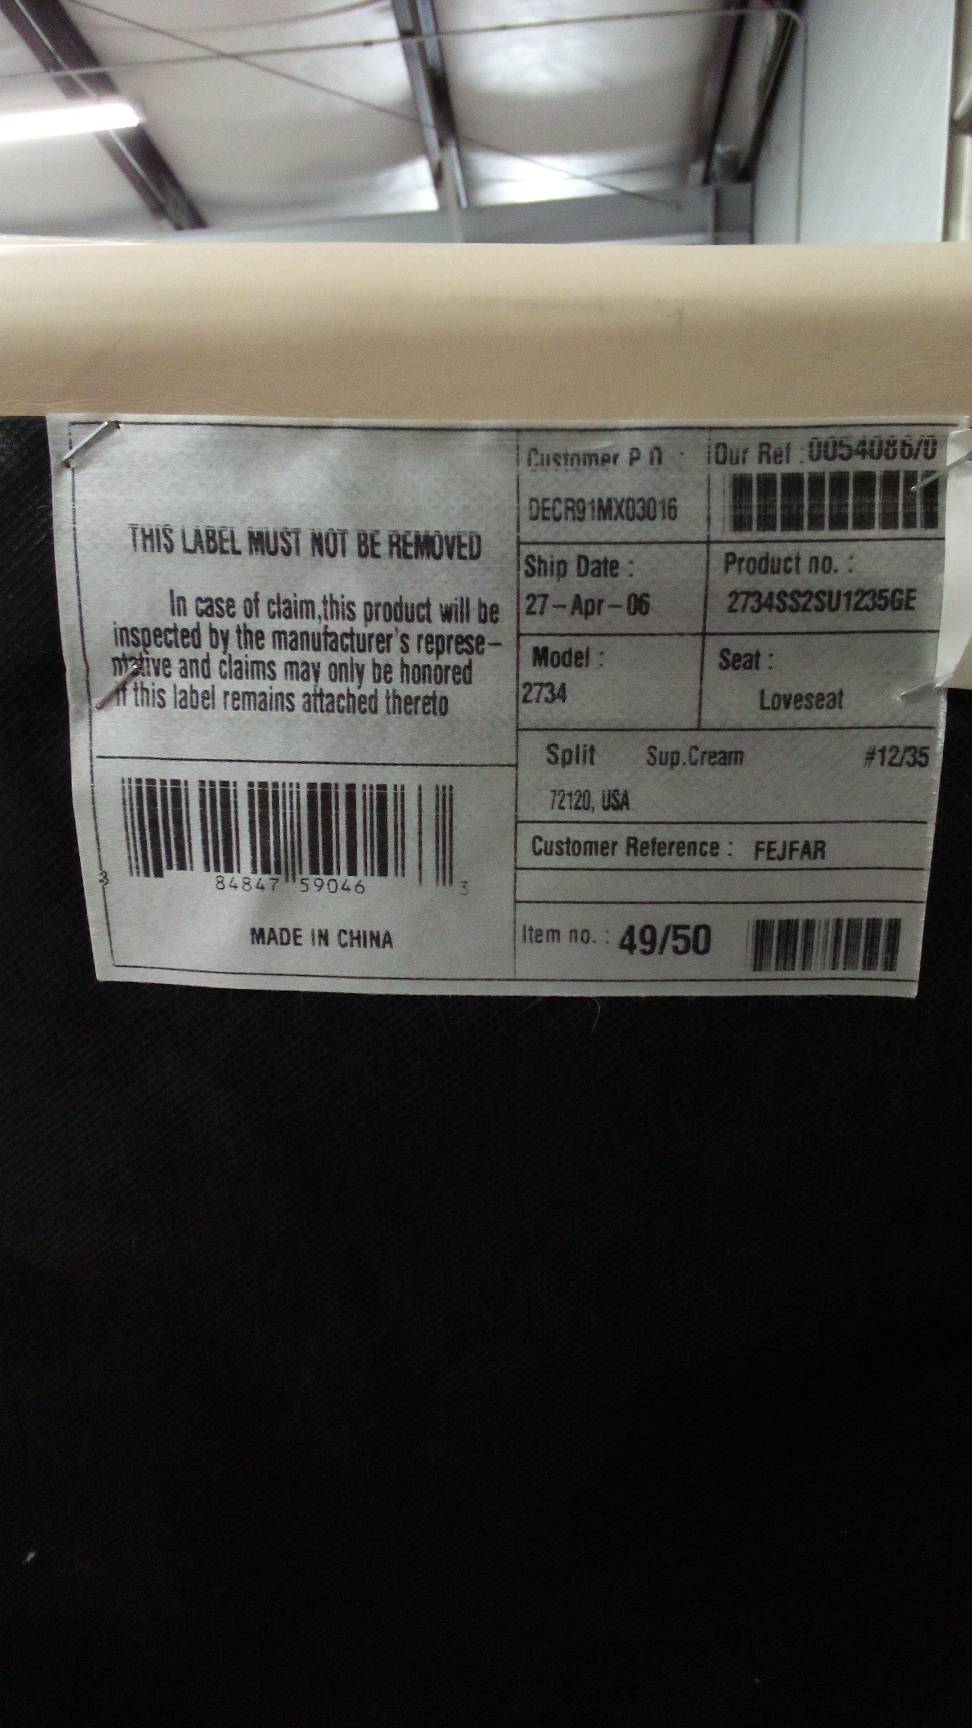 THIS LABEL MUST NOT BE REMOVED
In case of claim,this product will be
inspected by the manufacturer's represe-
ntative and claims may only be honored
if this label remains attached thereto
3 84847 59046 3
MADE IN CHINA
Customer P.O. :
DECR91MX03016
Our Ref :0054086/0
Ship Date :
27-Apr-06
Product no. :
2734SS2SU1235GE
Model :
2734
Seat :
Loveseat
Split Sup.Cream #12/35
72120, USA
Customer Reference : FEJFAR
Item no. : 49/50